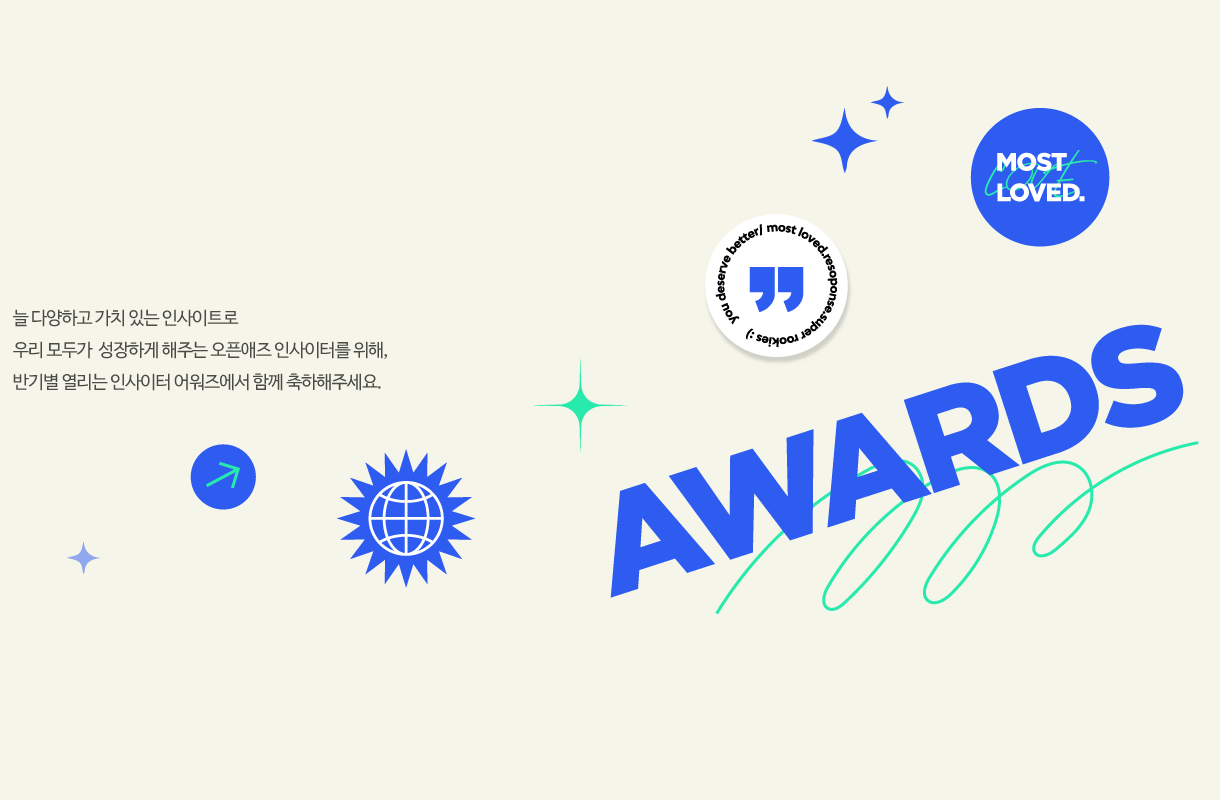 MOST
LOVED.
you deserve better/ most loved.resoponse.super rookies :)
늘 다양하고 가치 있는 인사이트로
우리 모두가 성장하게 해주는 오픈애즈 인사이터를 위해,
반기별 열리는 인사이터 어워즈에서 함께 축하해주세요.
AWARDS